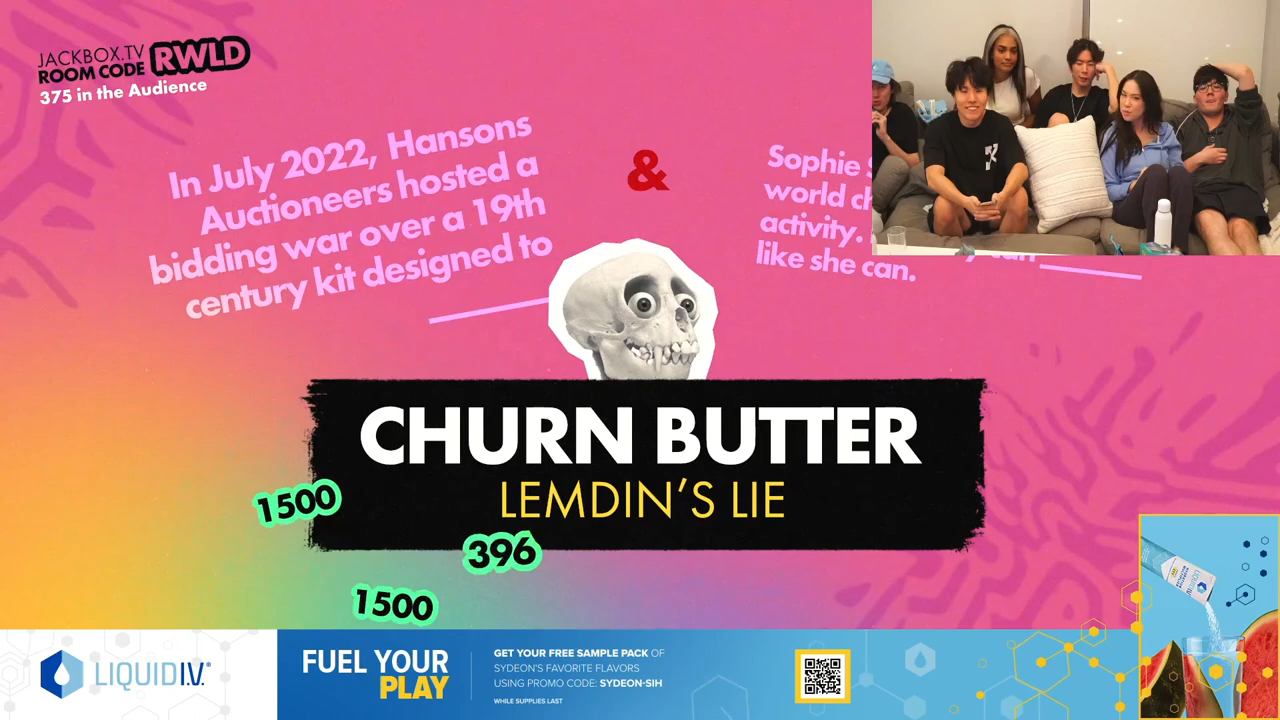 JACKBOX.TV
ROOM CODE RWLD
375 in the Audience
In July 2022, Hansons
Auctioneers hosted a
bidding war over a 19th
century kit designed to
&
Sophie
world
activity.
like she can.
CHURN BUTTER
LEMDIN'S LIE
1500
396
1500
LIQUID I.V.
FUEL YOUR
PLAY
GET YOUR FREE SAMPLE PACK OF
SYDEON'S FAVORITE FLAVORS
USING PROMO CODE: SYDEON-SIH
WHILE SUPPLIES LAST